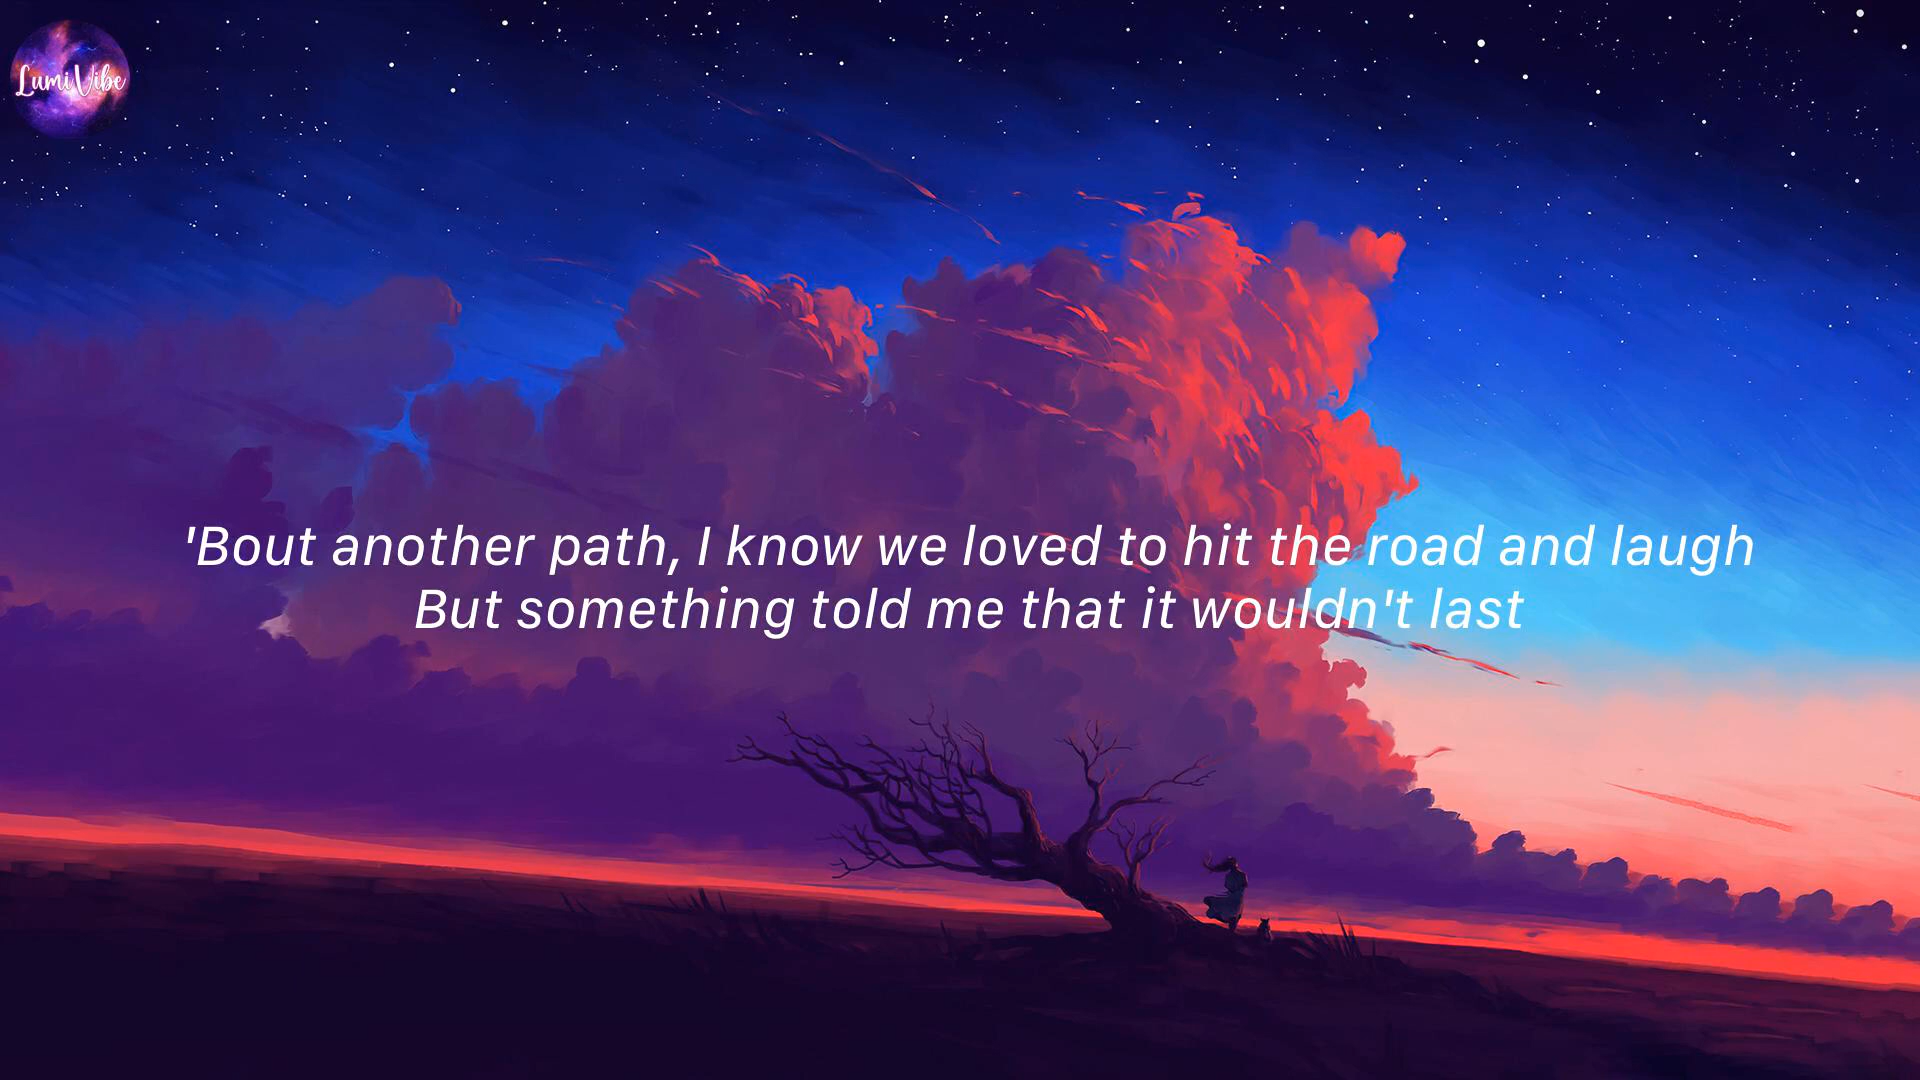 LumiVibe
'Bout another path, I know we loved to hit the road and laugh
But something told me that it wouldn't last